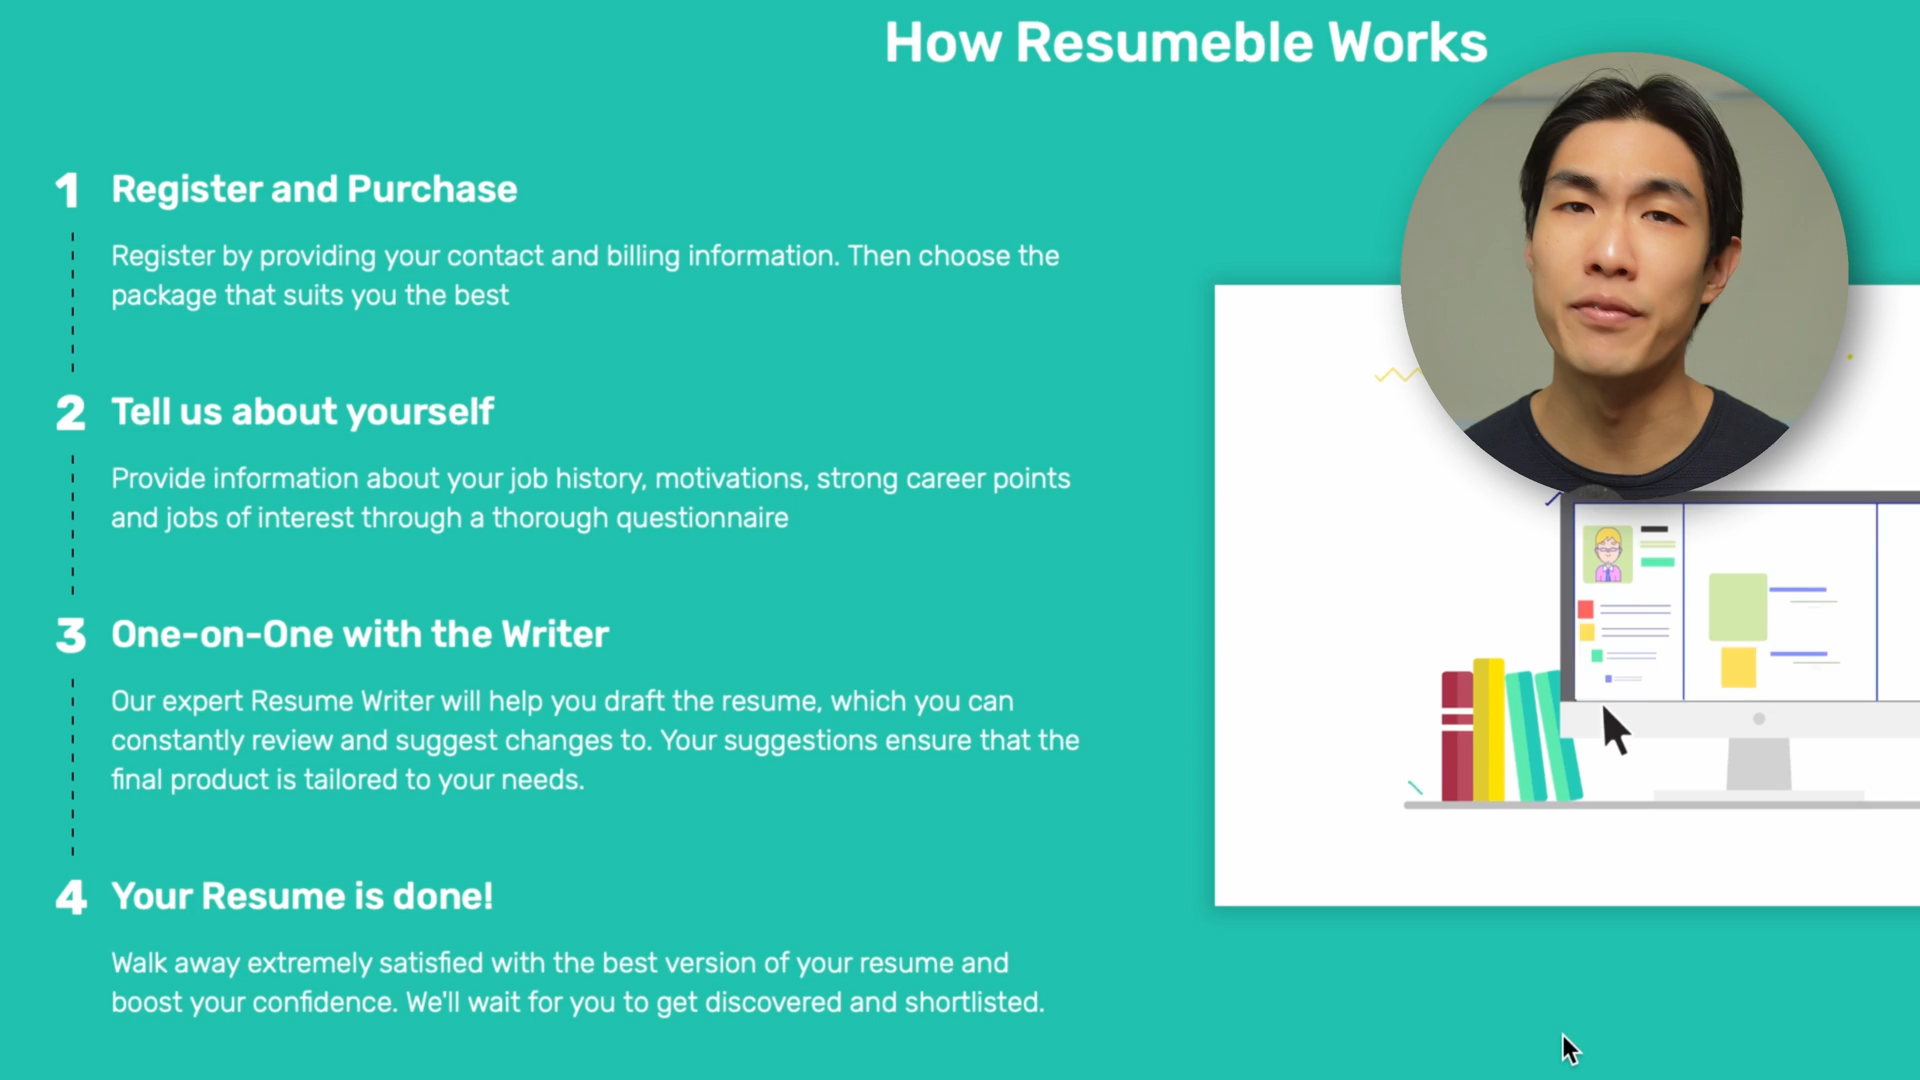 How Resumeble Works
1 Register and Purchase
Register by providing your contact and billing information. Then choose the
package that suits you the best
2 Tell us about yourself
Provide information about your job history, motivations, strong career points
and jobs of interest through a thorough questionnaire
3 One-on-One with the Writer
Our expert Resume Writer will help you draft the resume, which you can
constantly review and suggest changes to. Your suggestions ensure that the
final product is tailored to your needs.
4 Your Resume is done!
Walk away extremely satisfied with the best version of your resume and
boost your confidence. We'll wait for you to get discovered and shortlisted.